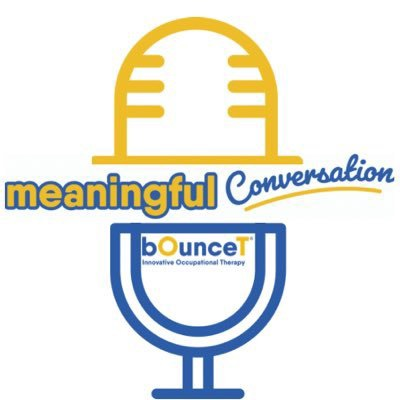 meaningful Conversation
bOunceT®
Innovative Occupational Therapy